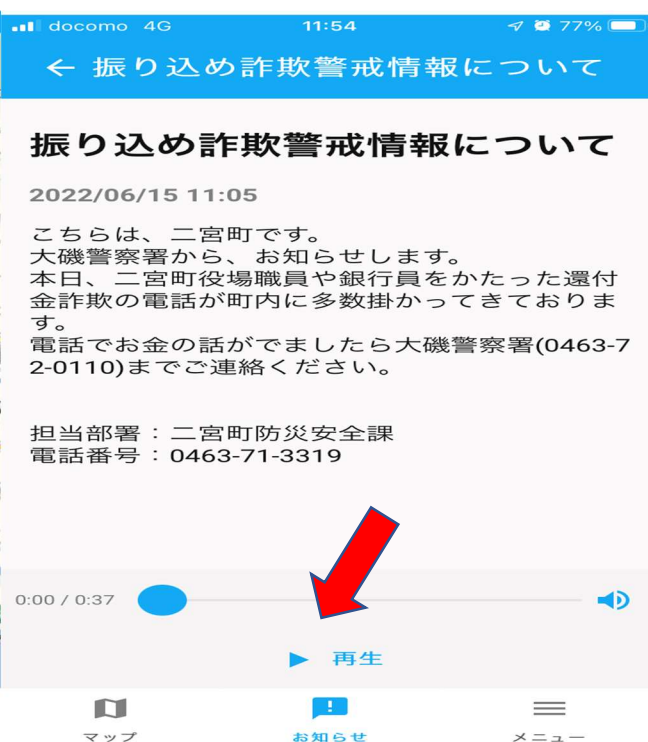 docomo 4G 11:54 77%
← 振り込め詐欺警戒情報について
振り込め詐欺警戒情報について
2022/06/15 11:05
こちらは、二宮町です。
大磯警察署から、お知らせします。
本日、二宮町役場職員や銀行員をかたった還付
金詐欺の電話が町内に多数掛かってきておりま
す。
電話でお金の話がでましたら大磯警察署(0463-7
2-0110)までご連絡ください。
担当部署：二宮町防災安全課
電話番号：0463-71-3319
0:00 / 0:37
再生
マップ お知らせ メニュー